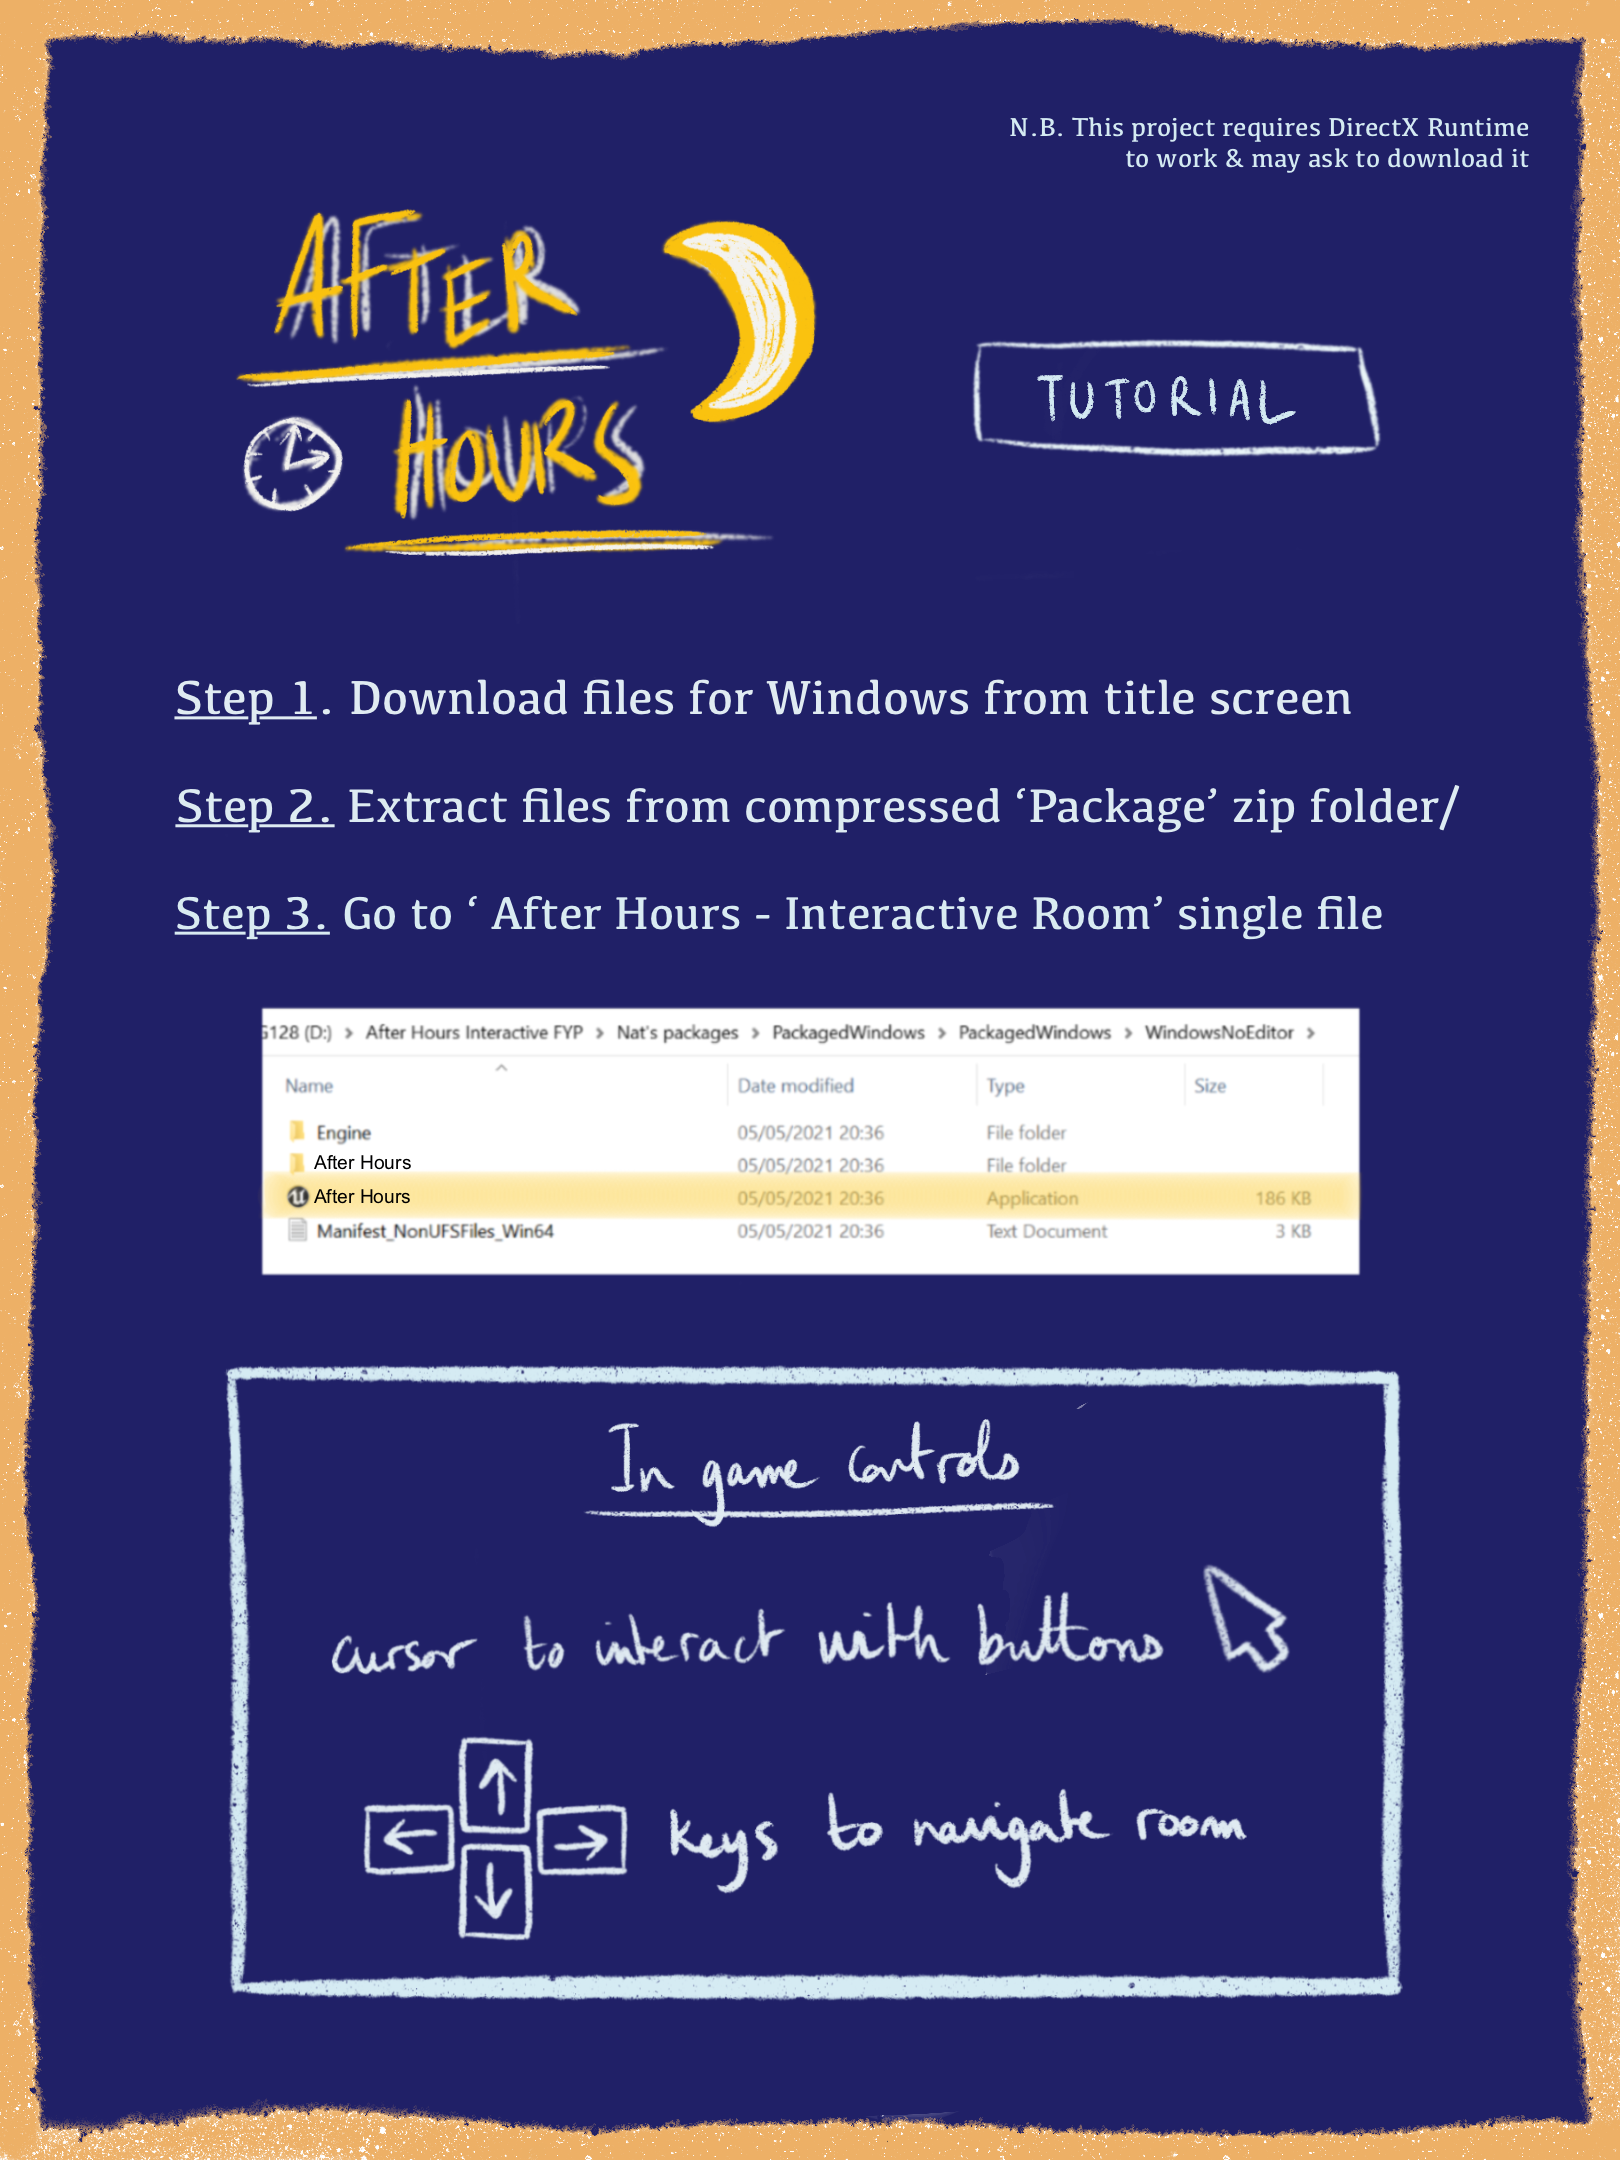 N.B. This project requires DirectX Runtime
to work & may ask to download it
AFTER
HOURS
TUTORIAL
Step 1. Download files for Windows from title screen
Step 2. Extract files from compressed ‘Package’ zip folder/
Step 3. Go to ‘ After Hours - Interactive Room’ single file
G128 (D:) > After Hours Interactive FYP > Nat's packages > PackagedWindows > PackagedWindows > WindowsNoEditor >
Name Date modified Type Size
Engine 05/05/2021 20:36 File folder
After Hours 05/05/2021 20:36 File folder
After Hours 05/05/2021 20:36 Application 186 KB
Manifest_NonUFSFiles_Win64 05/05/2021 20:36 Text Document 3 KB
In game controls
cursor to interact with buttons
keys to navigate room